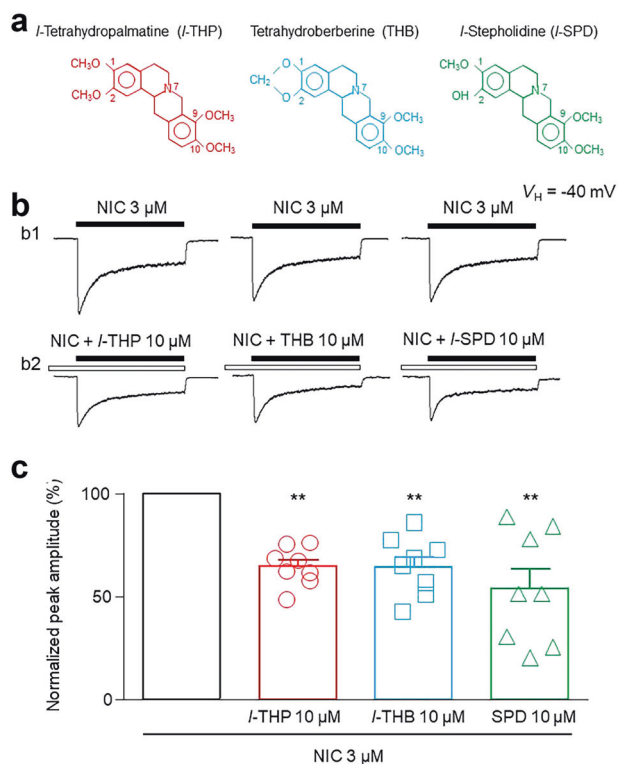 a
l-Tetrahydropalmatine (l-THP) Tetrahydroberberine (THB) l-Stepholidine (l-SPD)
CH₃O 1 CH₃O 2 N 7 9 OCH₃ 10 OCH₃
CH₂ O 1 O 2 N 7 9 OCH₃ 10 OCH₃
CH₃O 1 OH 2 N 7 9 OCH₃ 10 OCH₃
V_H = -40 mV
b
NIC 3 µM NIC 3 µM NIC 3 µM
b1
NIC + l-THP 10 µM NIC + THB 10 µM NIC + l-SPD 10 µM
b2
c
Normalized peak amplitude (%)
100
50
0
** ** **
l-THP 10 µM l-THB 10 µM SPD 10 µM
NIC 3 µM